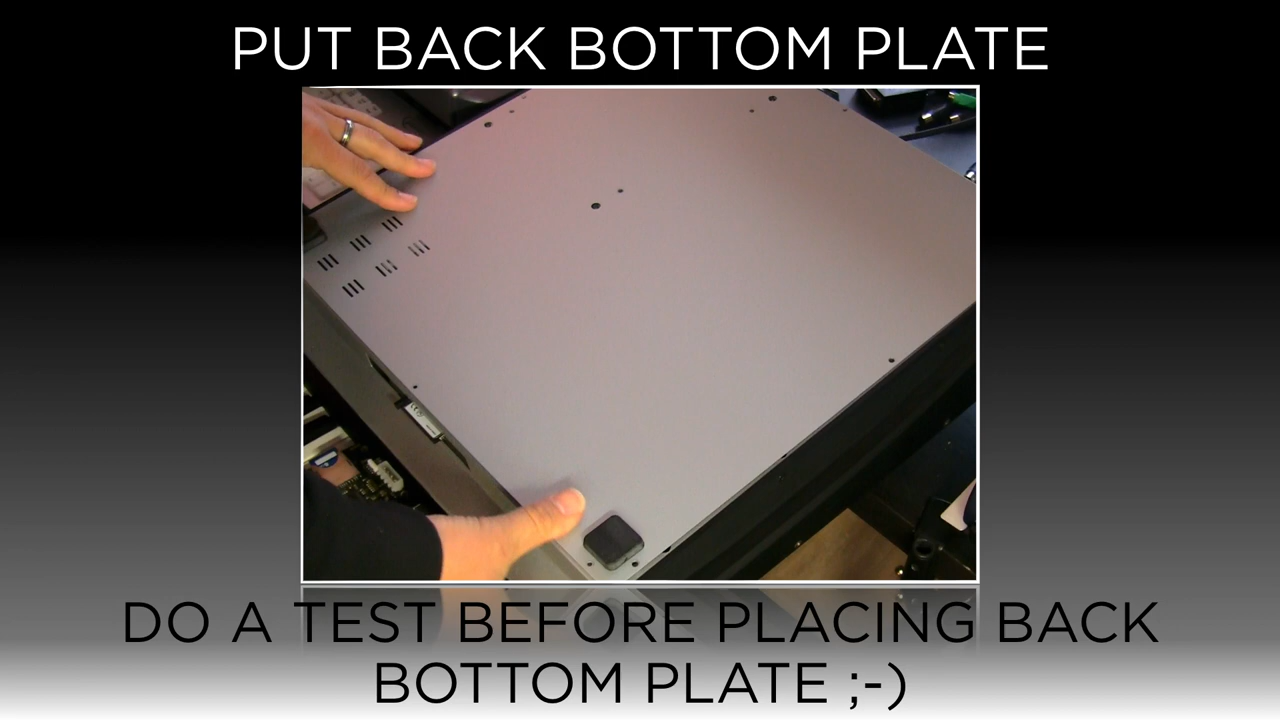 PUT BACK BOTTOM PLATE
DO A TEST BEFORE PLACING BACK
BOTTOM PLATE ;-)